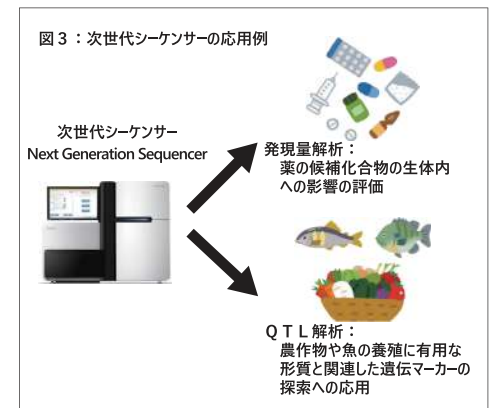 図３：次世代シーケンサーの応用例
次世代シーケンサー
Next Generation Sequencer
発現量解析：
薬の候補化合物の生体内
への影響の評価
ＱＴＬ解析：
農作物や魚の養殖に有用な
形質と関連した遺伝マーカーの
探索への応用